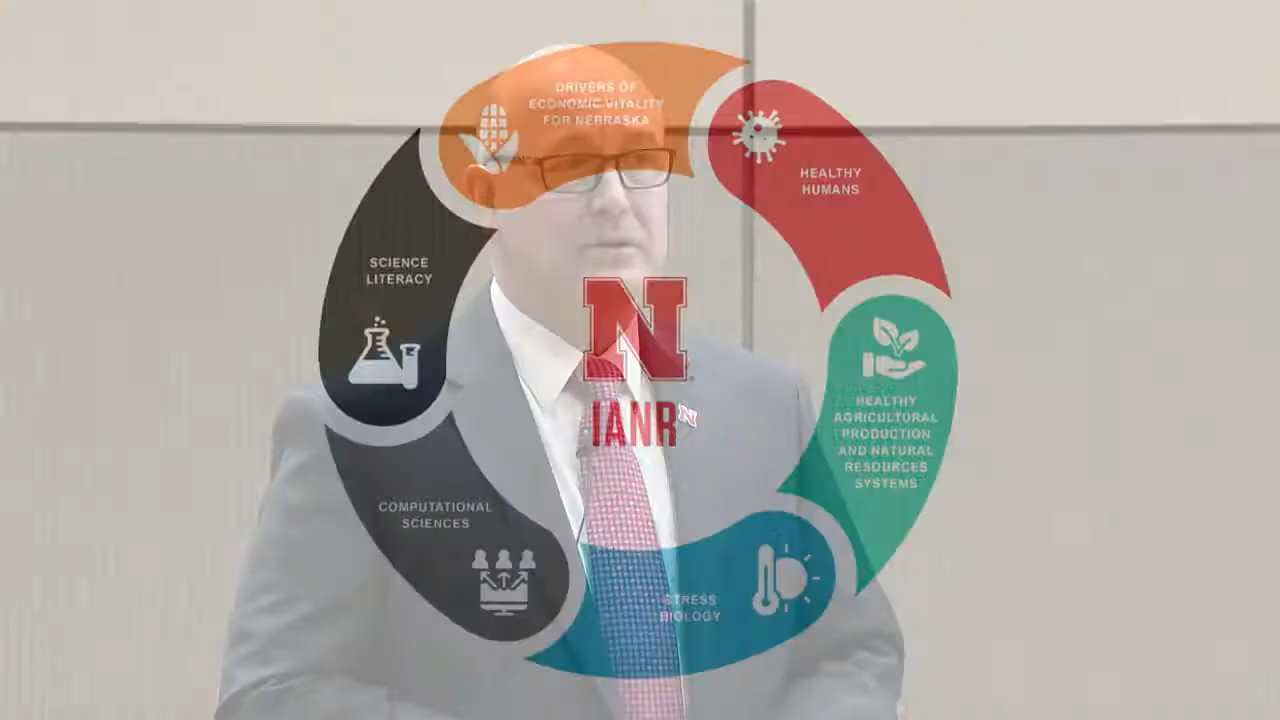 DRIVERS OF
ECONOMIC VITALITY
FOR NEBRASKA
HEALTHY
HUMANS
SCIENCE
LITERACY
N
IANR
N
HEALTHY
AGRICULTURAL
PRODUCTION
AND NATURAL
RESOURCES
SYSTEMS
COMPUTATIONAL
SCIENCES
STRESS
BIOLOGY